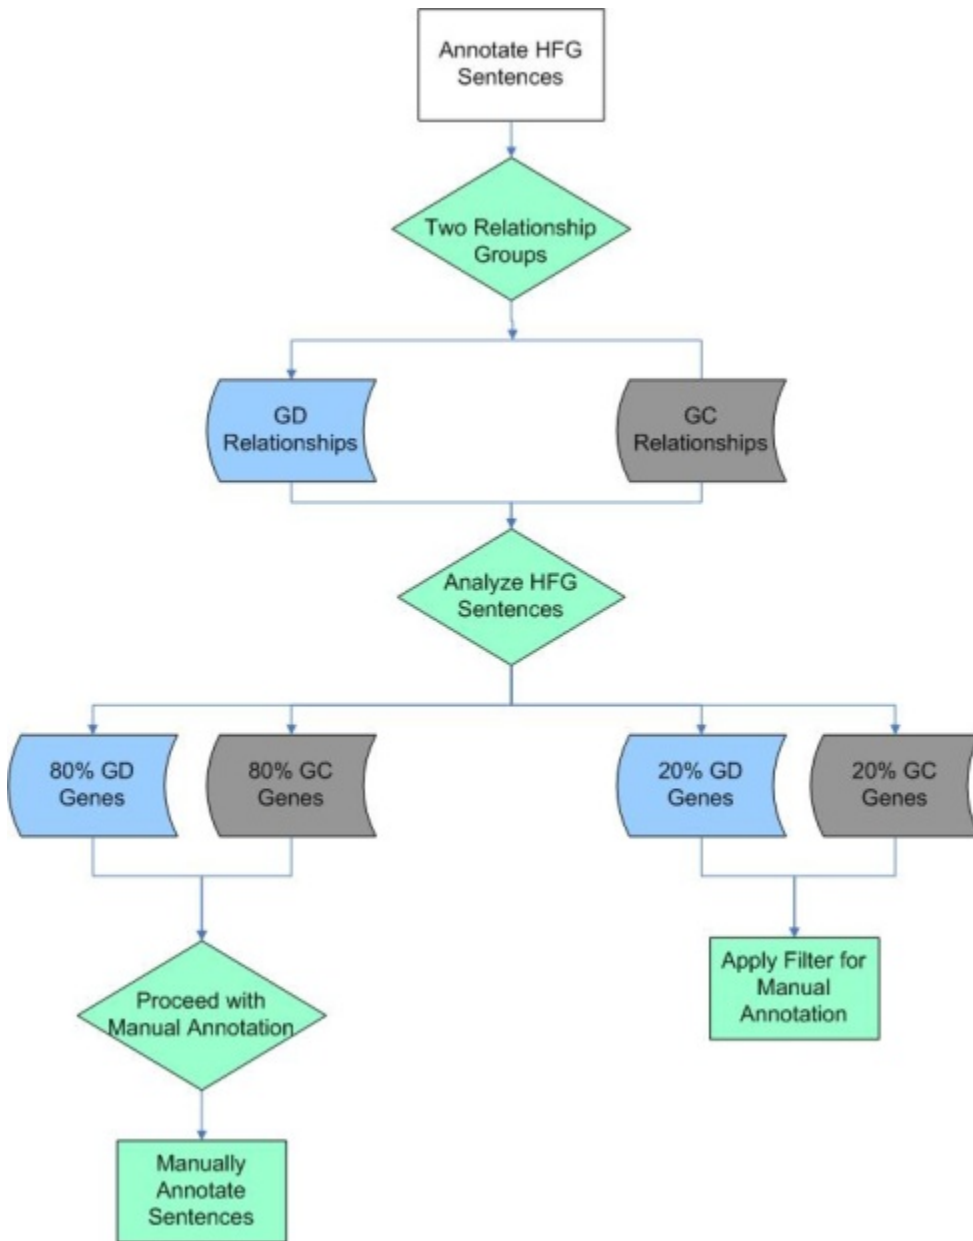 Annotate HFG
Sentences
Two Relationship
Groups
GD
Relationships
GC
Relationships
Analyze HFG
Sentences
80% GD
Genes
80% GC
Genes
20% GD
Genes
20% GC
Genes
Proceed with
Manual Annotation
Apply Filter for
Manual
Annotation
Manually
Annotate
Sentences